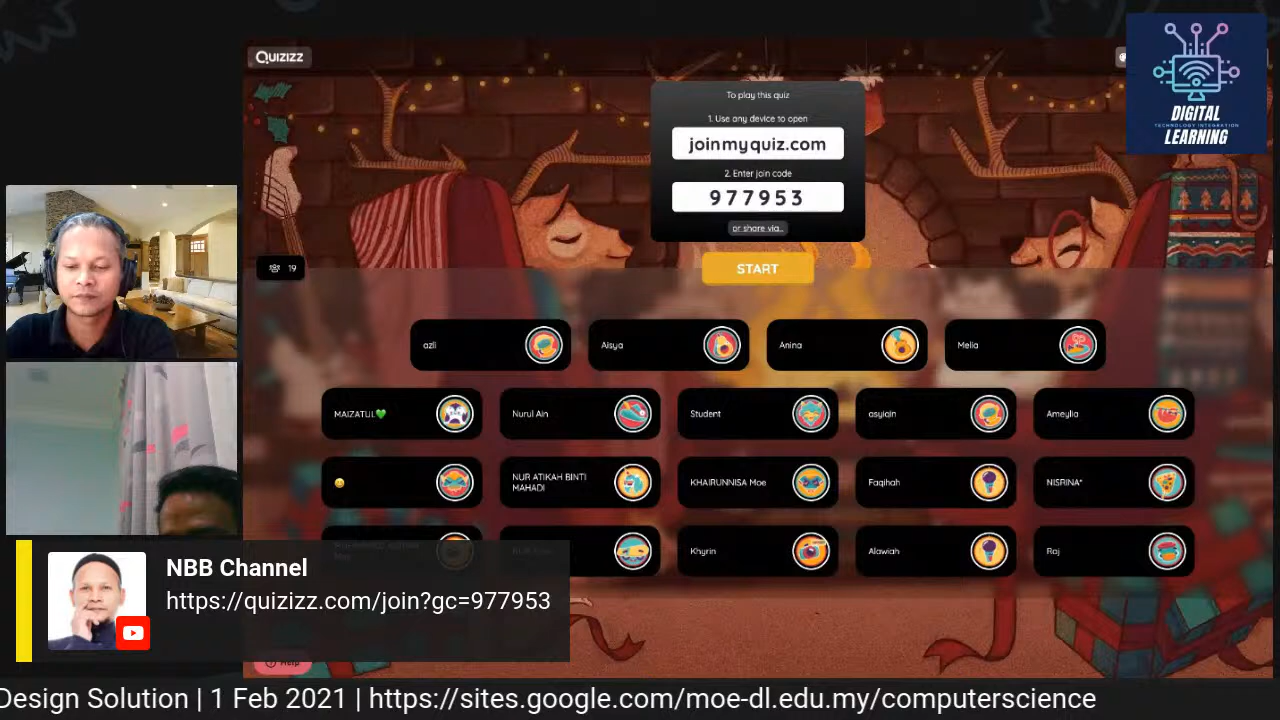 Quizizz
To play this quiz
1. Use any device to open
joinmyquiz.com
2. Enter join code
977953
or share via...
DIGITAL
TECHNOLOGY INTEGRATION
LEARNING
19
START
azli
Aisya
Anina
Melia
MAIZATUL💚
Nurul Ain
Student
asyiqin
Ameylia
😀
NUR ATIKAH BINTI
MAHADI
KHAIRUNNISA Moe
Faqihah
NISRINA*
Khyrin
Alawiah
Raj
NBB Channel
https://quizizz.com/join?gc=977953
Help
Design Solution | 1 Feb 2021 | https://sites.google.com/moe-dl.edu.my/computerscience